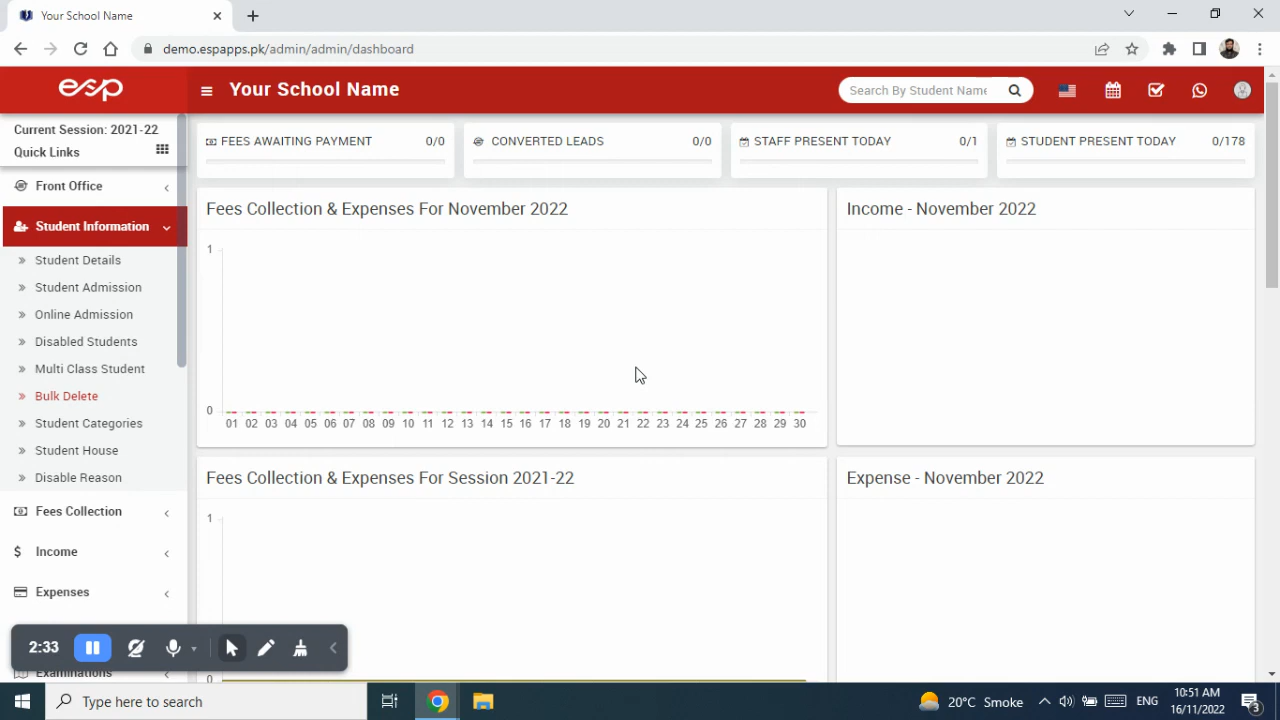 Your School Name
demo.espapps.pk/admin/admin/dashboard
esp
Your School Name
Search By Student Name
Current Session: 2021-22
Quick Links
FEES AWAITING PAYMENT 0/0
CONVERTED LEADS 0/0
STAFF PRESENT TODAY 0/1
STUDENT PRESENT TODAY 0/178
Front Office
Student Information
Student Details
Student Admission
Online Admission
Disabled Students
Multi Class Student
Bulk Delete
Student Categories
Student House
Disable Reason
Fees Collection
$ Income
Expenses
Examinations
Fees Collection & Expenses For November 2022
1
0
01 02 03 04 05 06 07 08 09 10 11 12 13 14 15 16 17 18 19 20 21 22 23 24 25 26 27 28 29 30
Income - November 2022
Fees Collection & Expenses For Session 2021-22
1
0
Expense - November 2022
2:33
Type here to search
20°C Smoke
ENG
10:51 AM
16/11/2022
3